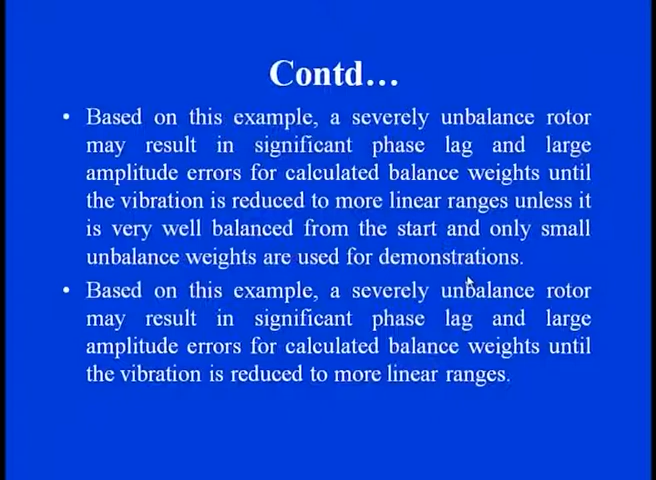 Contd…
• Based on this example, a severely unbalance rotor
may result in significant phase lag and large
amplitude errors for calculated balance weights until
the vibration is reduced to more linear ranges unless it
is very well balanced from the start and only small
unbalance weights are used for demonstrations.
• Based on this example, a severely unbalance rotor
may result in significant phase lag and large
amplitude errors for calculated balance weights until
the vibration is reduced to more linear ranges.